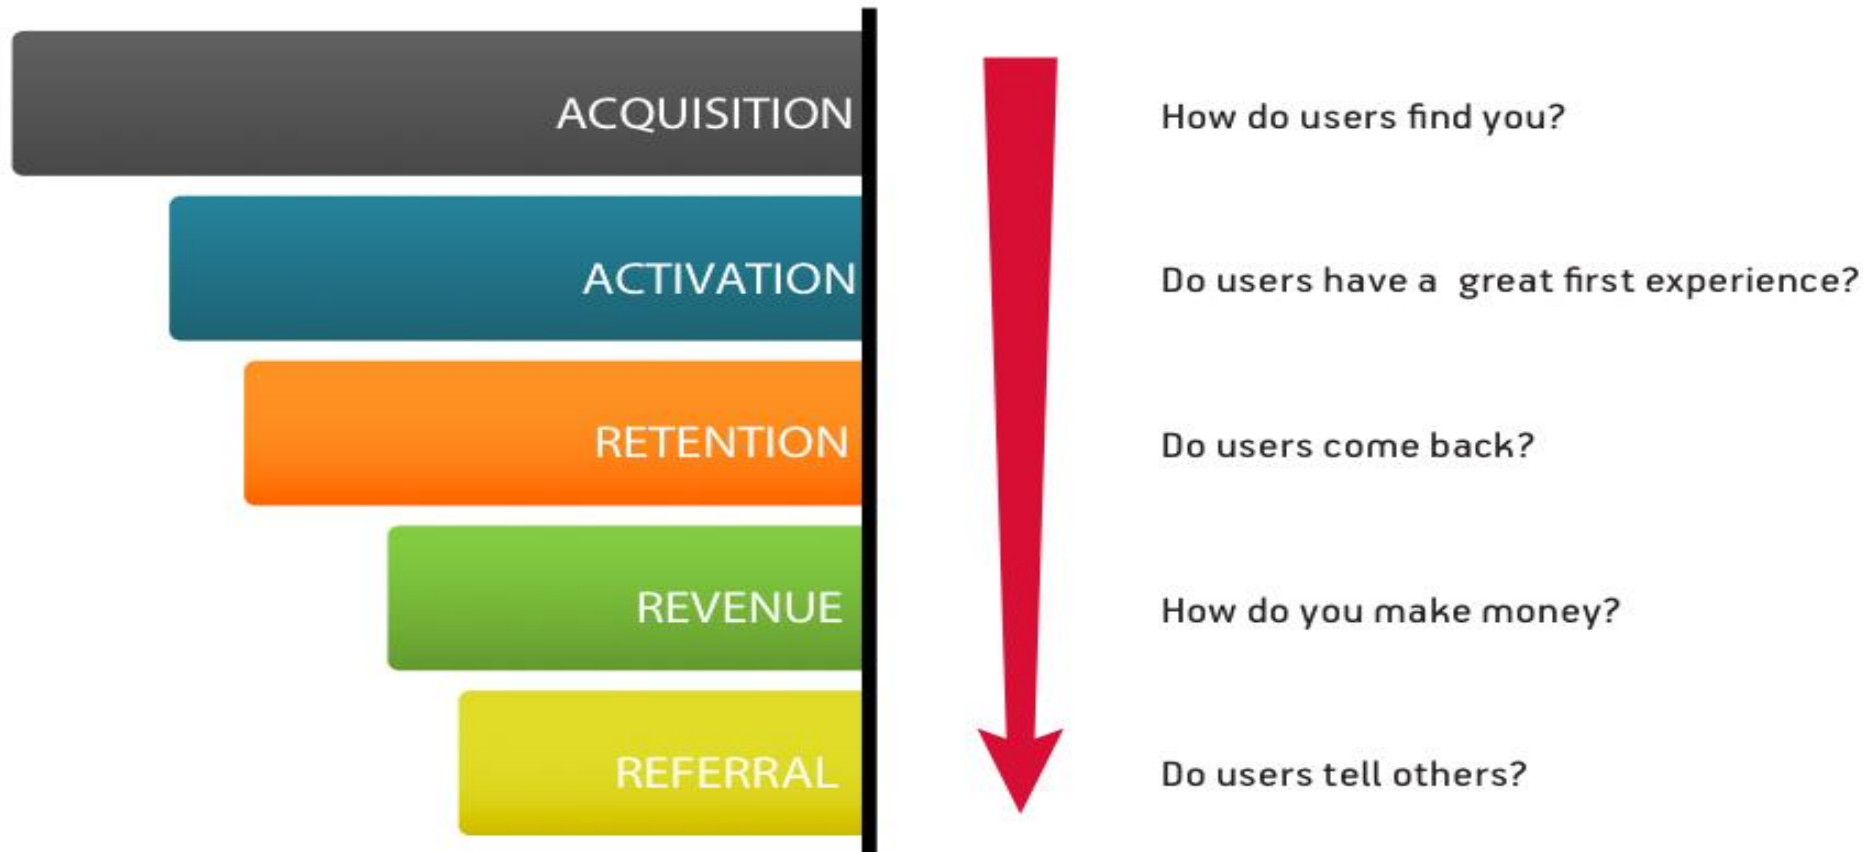 ACQUISITION
How do users find you?
ACTIVATION
Do users have a great first experience?
RETENTION
Do users come back?
REVENUE
How do you make money?
REFERRAL
Do users tell others?